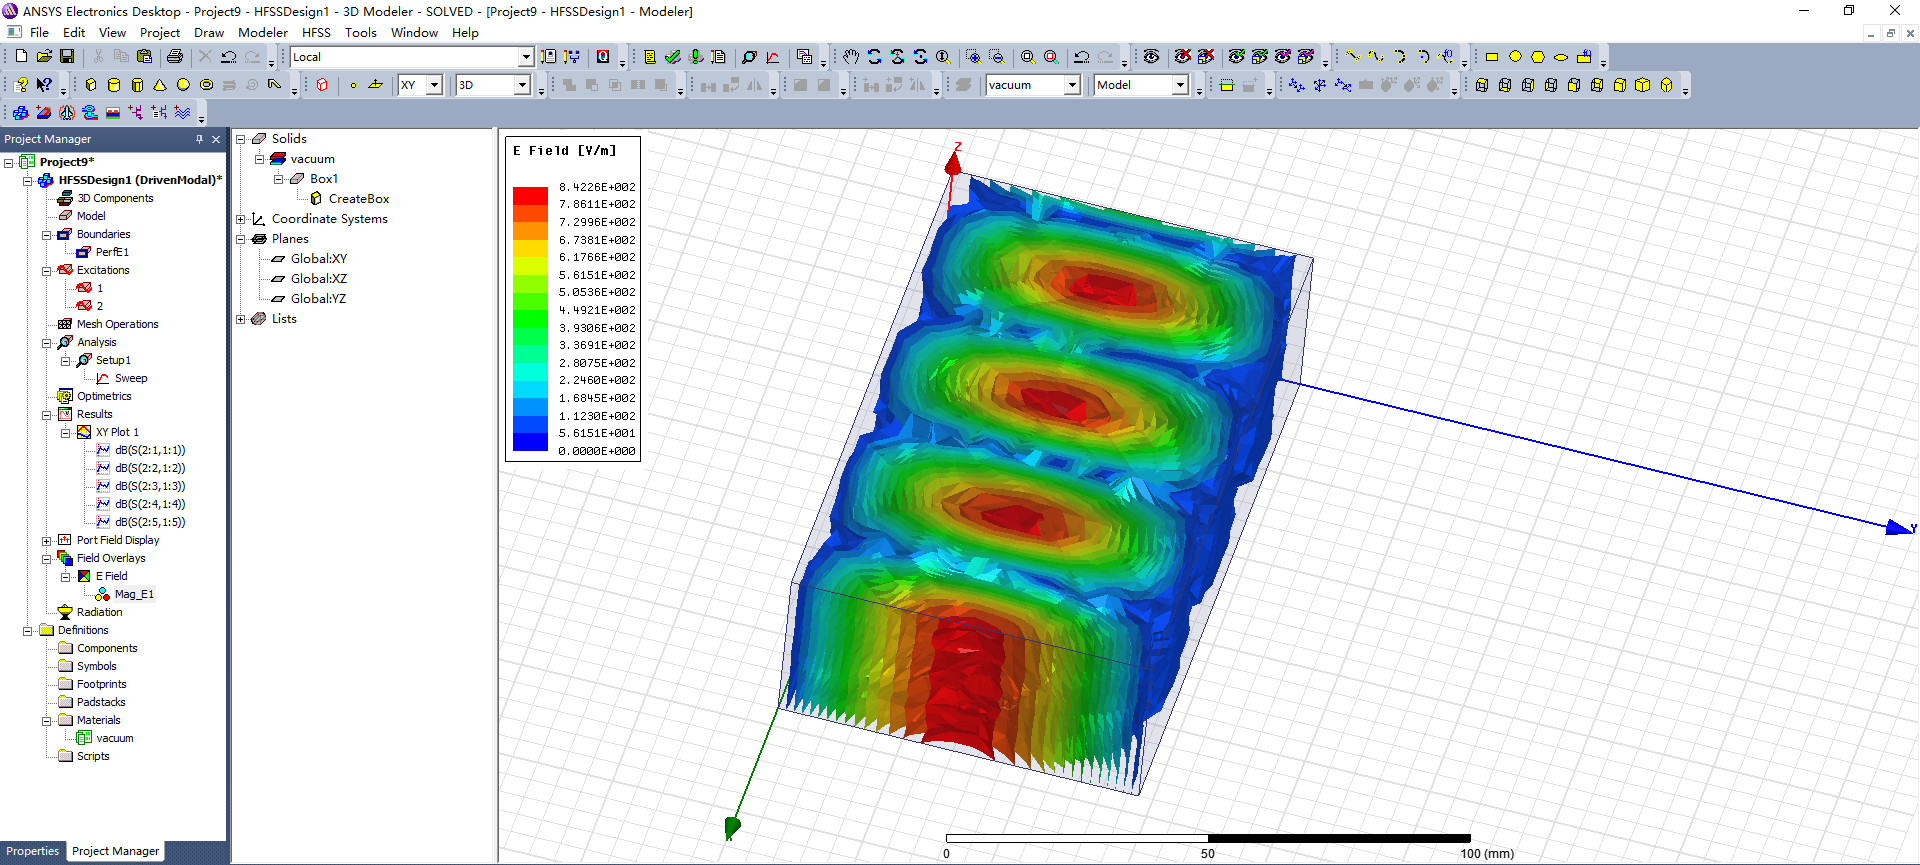 ANSYS Electronics Desktop - Project9 - HFSSDesign1 - 3D Modeler - SOLVED - [Project9 - HFSSDesign1 - Modeler]
File Edit View Project Draw Modeler HFSS Tools Window Help
Local
XY 3D vacuum Model
Project Manager
Project9*
HFSSDesign1 (DrivenModal)*
3D Components
Model
Boundaries
PerfE1
Excitations
1
2
Mesh Operations
Analysis
Setup1
Sweep
Optimetrics
Results
XY Plot 1
dB(S(2:1,1:1))
dB(S(2:2,1:2))
dB(S(2:3,1:3))
dB(S(2:4,1:4))
dB(S(2:5,1:5))
Port Field Display
Field Overlays
E Field
Mag_E1
Radiation
Definitions
Components
Symbols
Footprints
Padstacks
Materials
vacuum
Scripts
Properties Project Manager
Solids
vacuum
Box1
CreateBox
Coordinate Systems
Planes
Global:XY
Global:XZ
Global:YZ
Lists
E Field [V/m]
8.4226E+002
7.8611E+002
7.2996E+002
6.7381E+002
6.1766E+002
5.6151E+002
5.0536E+002
4.4921E+002
3.9306E+002
3.3691E+002
2.8075E+002
2.2460E+002
1.6845E+002
1.1230E+002
5.6151E+001
0.0000E+000
Z
Y
0 50 100 (mm)